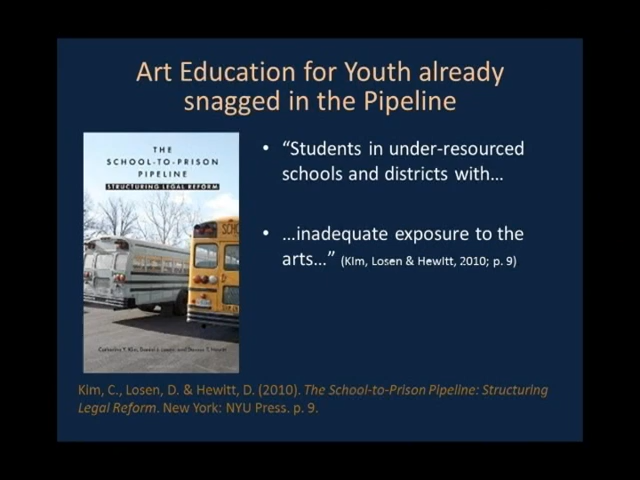 Art Education for Youth already
snagged in the Pipeline
THE
SCHOOL-TO-PRISON
PIPELINE
STRUCTURING LEGAL REFORM
• “Students in under-resourced
schools and districts with…
• …inadequate exposure to the
arts…” (Kim, Losen & Hewitt, 2010; p. 9)
Catherine Y. Kim, Daniel J. Losen, and Damon T. Hewitt
Kim, C., Losen, D. & Hewitt, D. (2010). The School-to-Prison Pipeline: Structuring
Legal Reform. New York: NYU Press. p. 9.